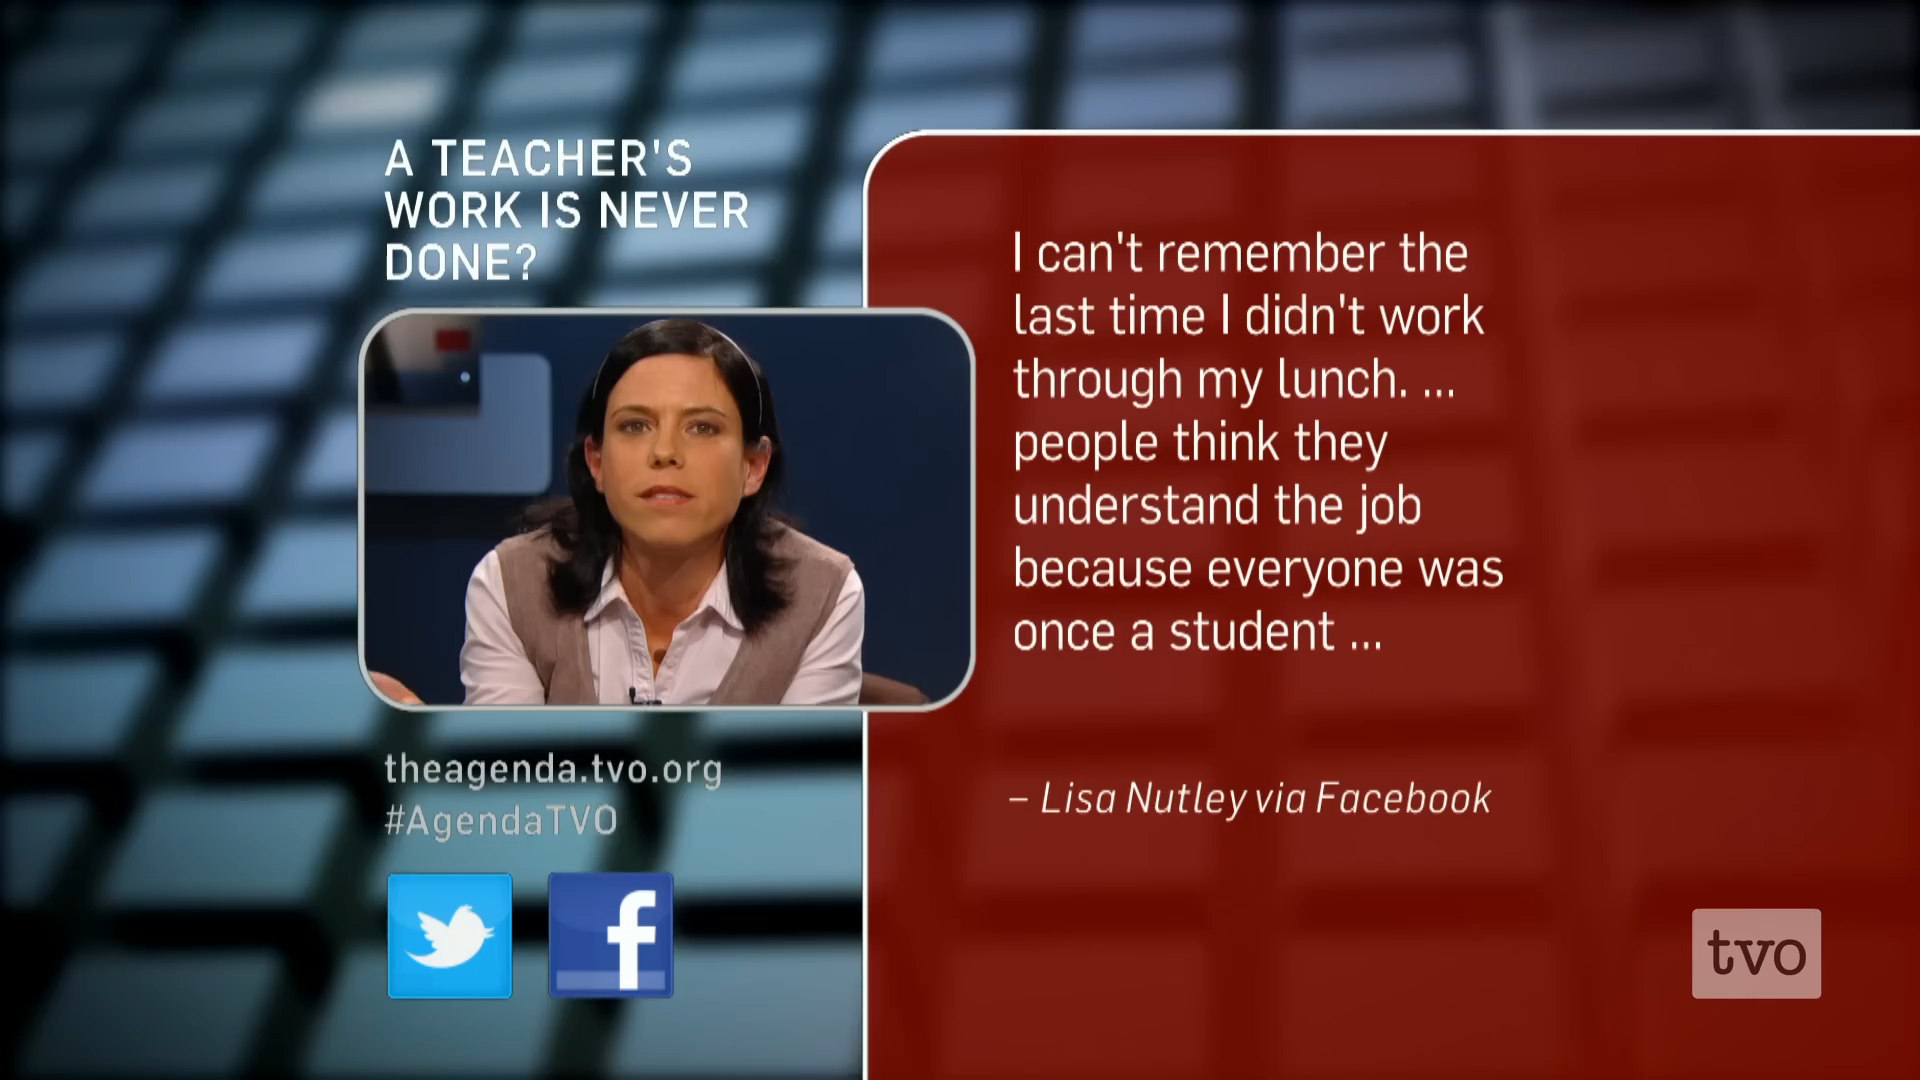 A TEACHER'S
WORK IS NEVER
DONE?
I can't remember the
last time I didn't work
through my lunch. ...
people think they
understand the job
because everyone was
once a student ...
– Lisa Nutley via Facebook
theagenda.tvo.org
#AgendaTVO
f
tvo